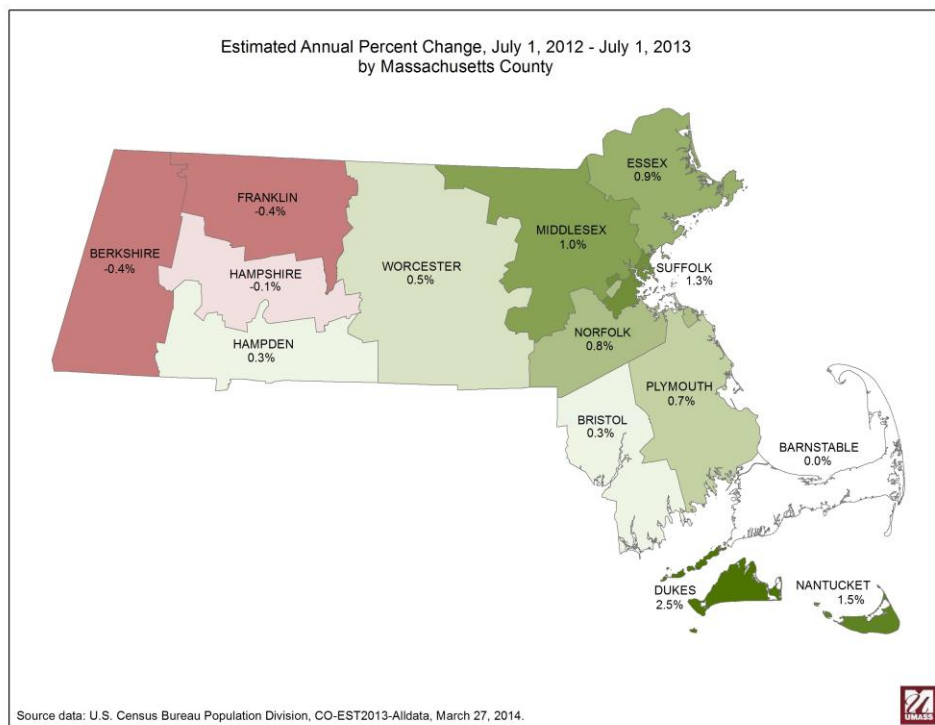 Estimated Annual Percent Change, July 1, 2012 - July 1, 2013
by Massachusetts County
ESSEX
0.9%
FRANKLIN
-0.4%
MIDDLESEX
1.0%
BERKSHIRE
-0.4%
HAMPSHIRE
-0.1%
WORCESTER
0.5%
SUFFOLK
1.3%
HAMPDEN
0.3%
NORFOLK
0.8%
PLYMOUTH
0.7%
BRISTOL
0.3%
BARNSTABLE
0.0%
DUKES
2.5%
NANTUCKET
1.5%
Source data: U.S. Census Bureau Population Division, CO-EST2013-Alldata, March 27, 2014.
UMASS